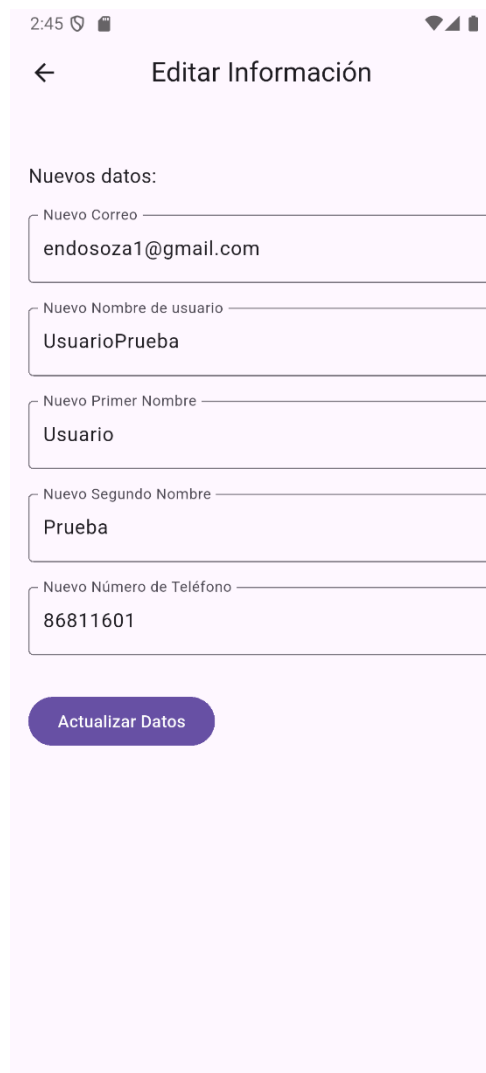 2:45
Editar Información
Nuevos datos:
Nuevo Correo
endosoza1@gmail.com
Nuevo Nombre de usuario
UsuarioPrueba
Nuevo Primer Nombre
Usuario
Nuevo Segundo Nombre
Prueba
Nuevo Número de Teléfono
86811601
Actualizar Datos